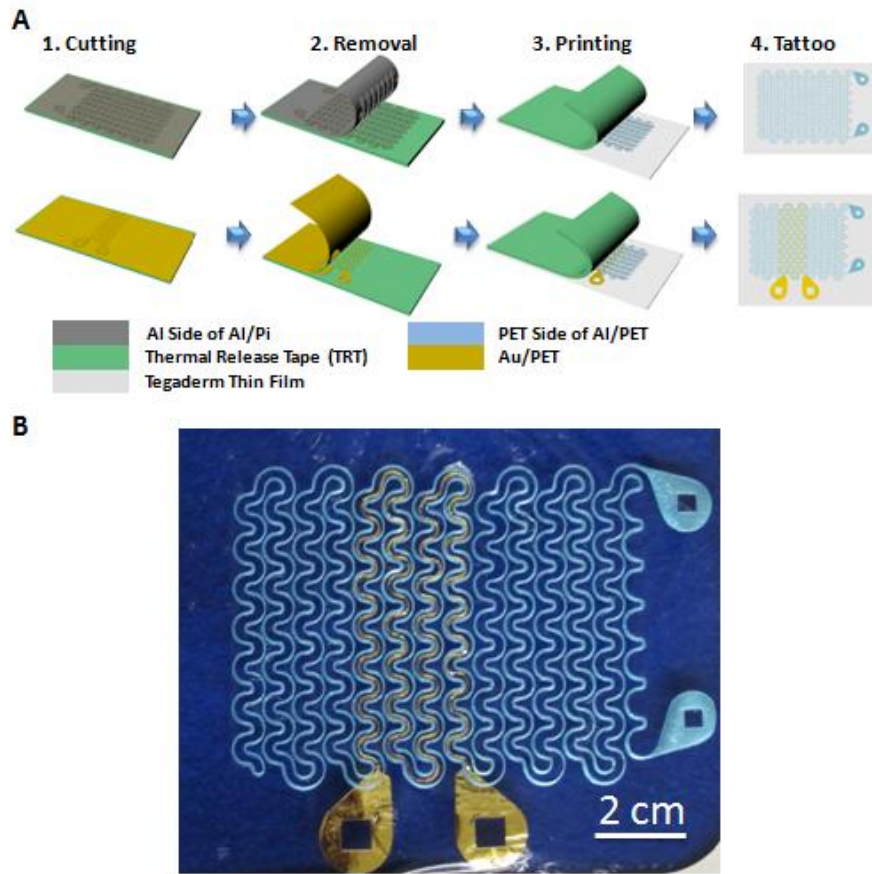 A
1. Cutting
2. Removal
3. Printing
4. Tattoo
Al Side of Al/Pi
PET Side of Al/PET
Thermal Release Tape (TRT)
Au/PET
Tegaderm Thin Film
B
2 cm